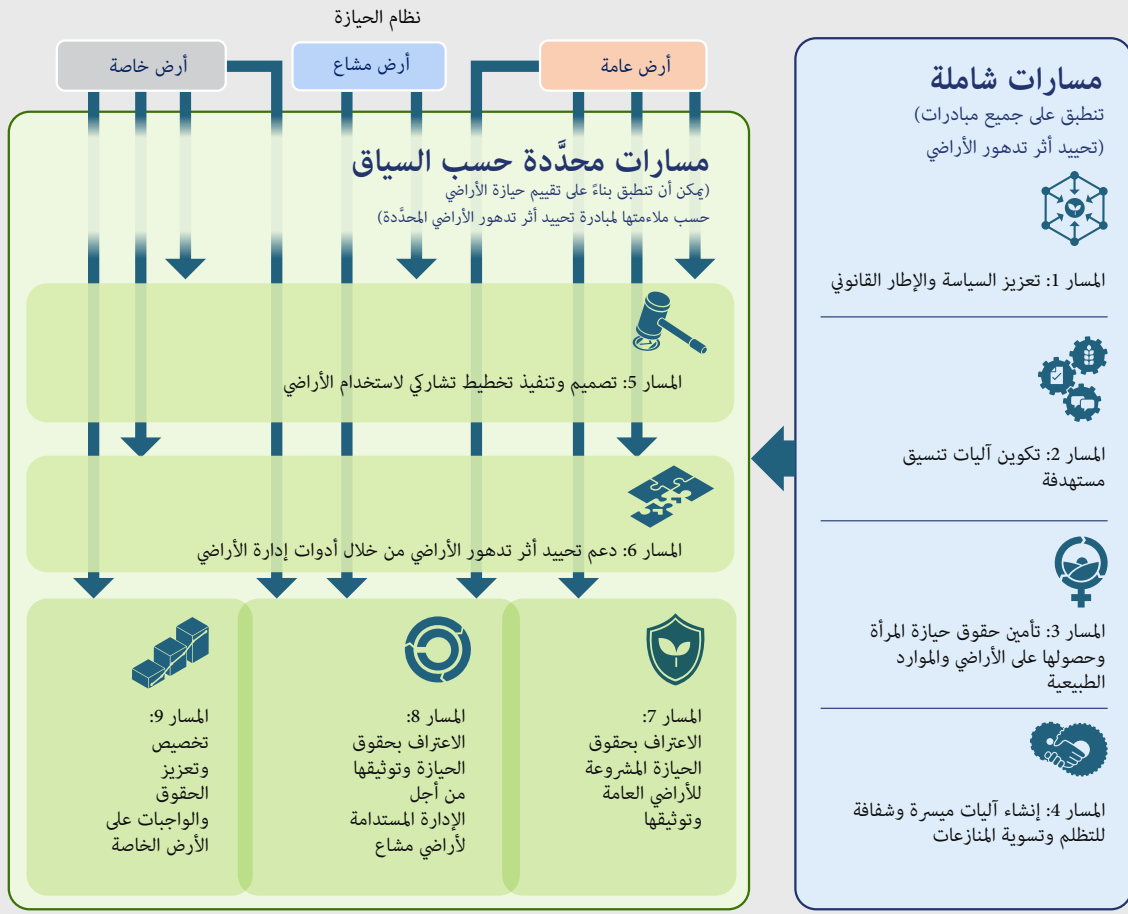 نظام الحيازة
أرض عامة
أرض مشاع
أرض خاصة
مسارات شاملة
(تنطبق على جميع مبادرات
تحييد أثر تدهور الأراضي)
المسار 1: تعزيز السياسة والإطار القانوني
المسار 2: تكوين آليات تنسيق
مستهدفة
المسار 3: تأمين حقوق حيازة المرأة
وحصولها على الأراضي والموارد
الطبيعية
المسار 4: إنشاء آليات ميسرة وشفافة
للتظلم وتسوية المنازعات
مسارات محدَّدة حسب السياق
(يمكن أن تنطبق بناءً على تقييم حيازة الأراضي
حسب ملاءمتها لمبادرة تحييد أثر تدهور الأراضي المحدَّدة)
المسار 5: تصميم وتنفيذ تخطيط تشاركي لاستخدام الأراضي
المسار 6: دعم تحييد أثر تدهور الأراضي من خلال أدوات إدارة الأراضي
المسار 7:
الاعتراف بحقوق
الحيازة المشروعة
للأراضي العامة
وتوثيقها
المسار 8:
الاعتراف بحقوق
الحيازة وتوثيقها
من أجل
الإدارة المستدامة
لأراضي مشاع
المسار 9:
تخصيص
وتعزيز
الحقوق
والواجبات على
الأرض الخاصة